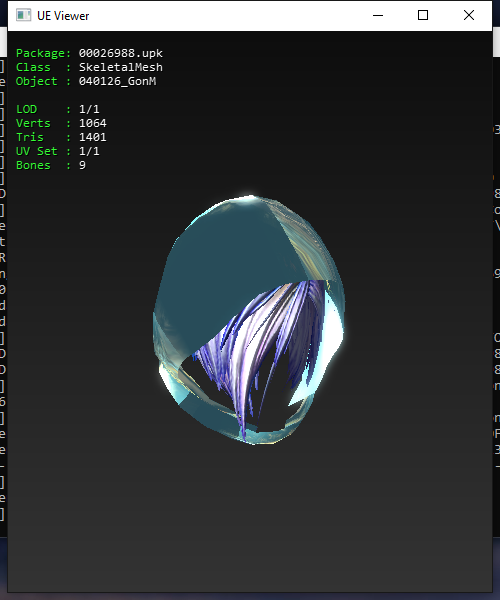 UE Viewer
Package: 00026988.upk
Class : SkeletalMesh
Object : 040126_GonM
LOD : 1/1
Verts : 1064
Tris : 1401
UV Set : 1/1
Bones : 9